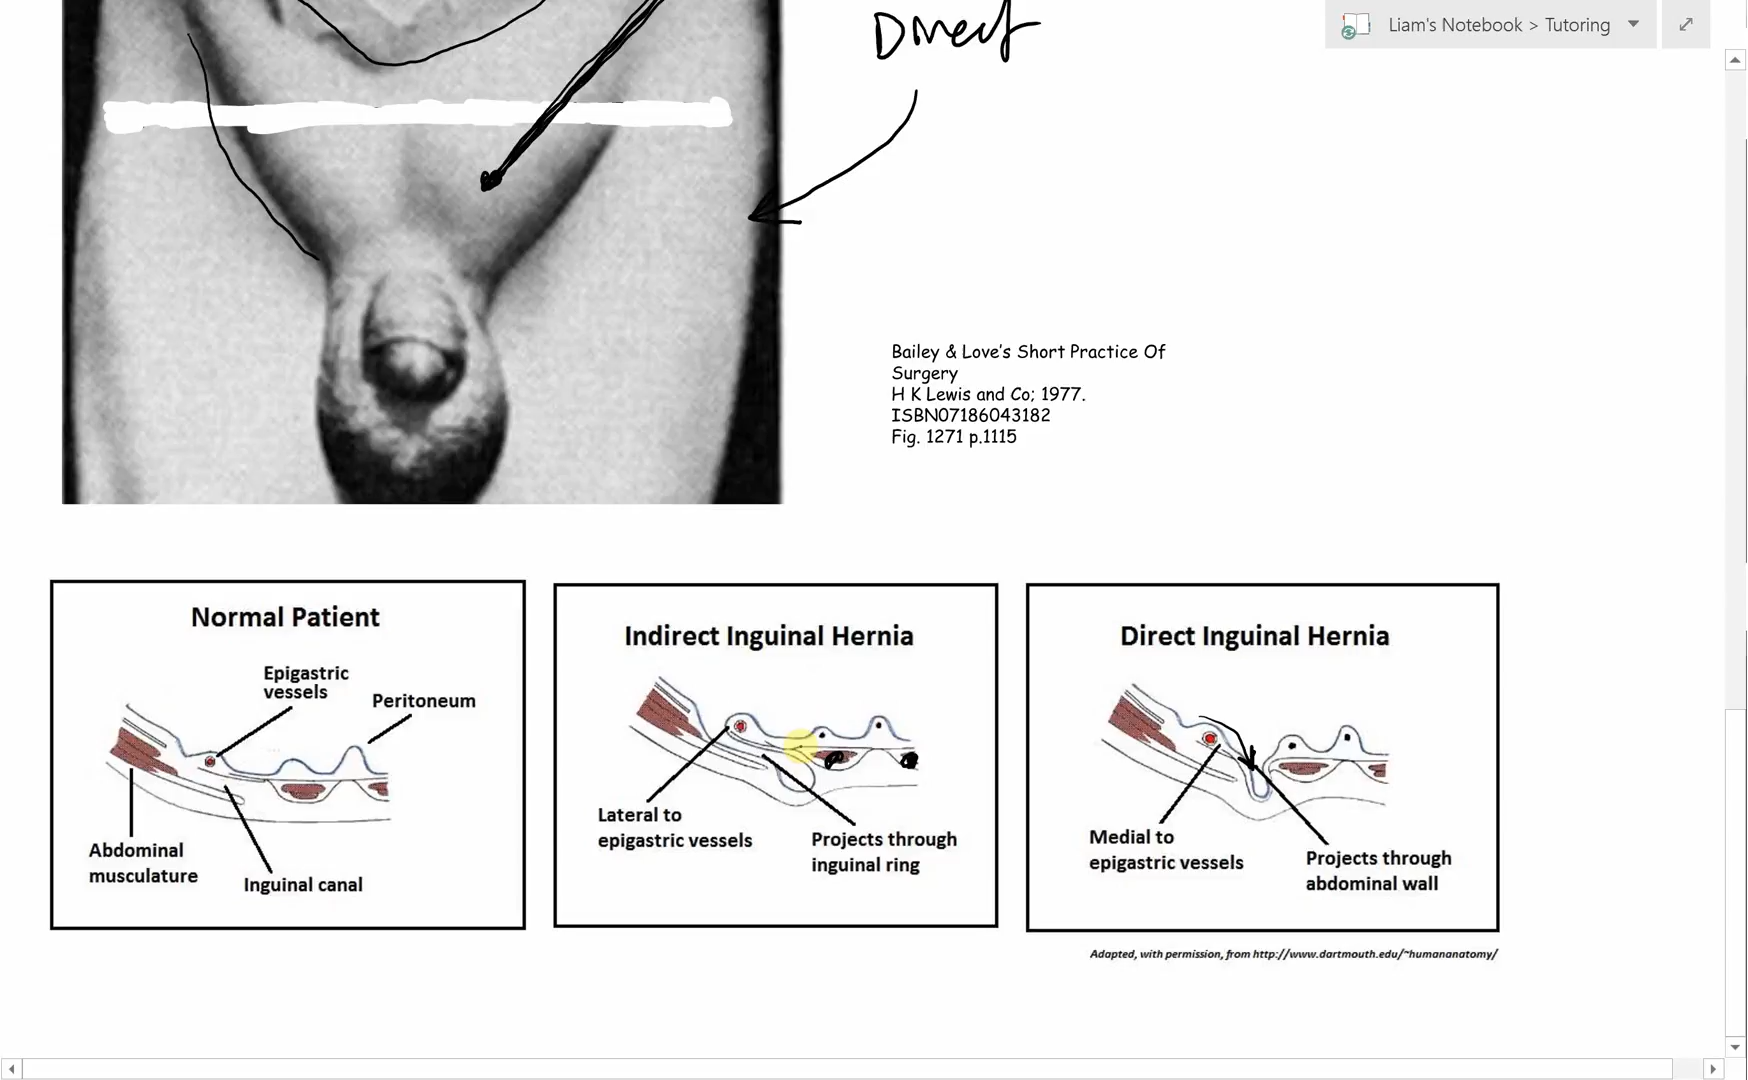 Direct
Liam's Notebook > Tutoring
Bailey & Love's Short Practice Of
Surgery
H K Lewis and Co; 1977.
ISBN07186043182
Fig. 1271 p.1115
Normal Patient
Epigastric
vessels
Peritoneum
Abdominal
musculature
Inguinal canal
Indirect Inguinal Hernia
Lateral to
epigastric vessels
Projects through
inguinal ring
Direct Inguinal Hernia
Medial to
epigastric vessels
Projects through
abdominal wall
Adapted, with permission, from http://www.dartmouth.edu/~humananatomy/